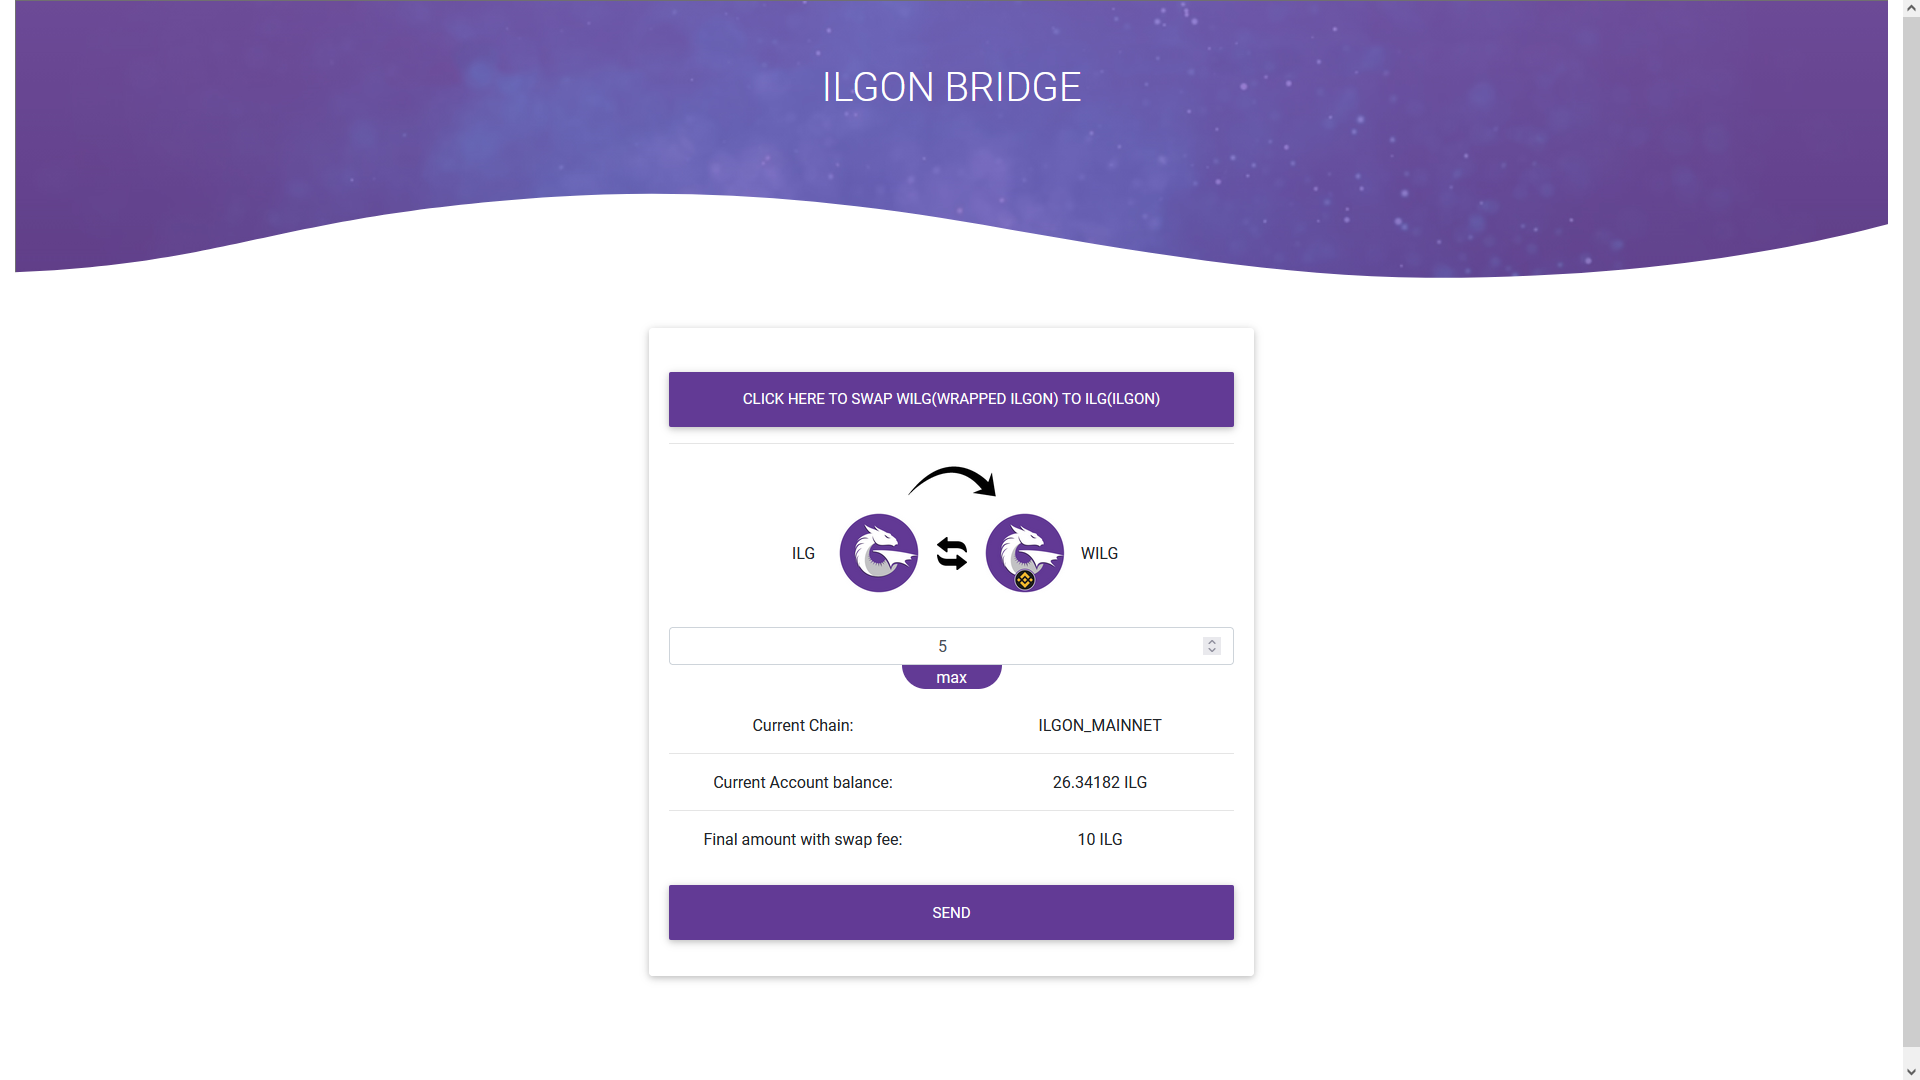 ILGON BRIDGE
CLICK HERE TO SWAP WILG(WRAPPED ILGON) TO ILG(ILGON)
ILG
WILG
5
max
Current Chain: ILGON_MAINNET
Current Account balance: 26.34182 ILG
Final amount with swap fee: 10 ILG
SEND